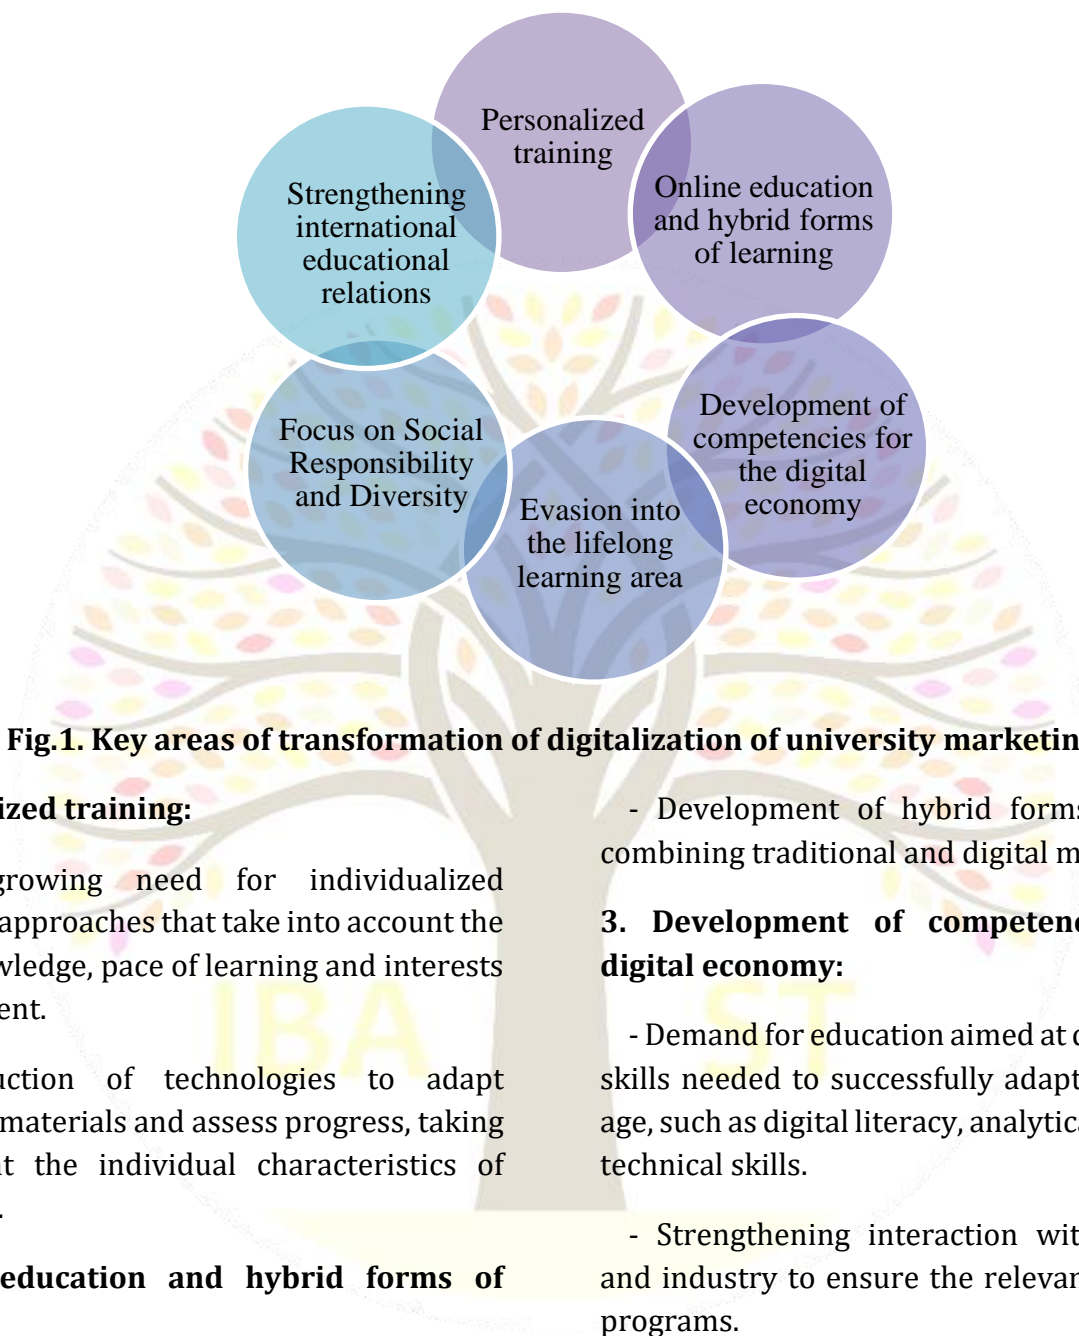 Personalized
training
Online education
and hybrid forms
of learning
Development of
competencies for
the digital
economy
Evasion into
the lifelong
learning area
Focus on Social
Responsibility
and Diversity
Strengthening
international
educational
relations
Fig.1. Key areas of transformation of digitalization of university marketin
ized training:
growing need for individualized
approaches that take into account the
wledge, pace of learning and interests
ent.
uction of technologies to adapt
materials and assess progress, taking
t the individual characteristics of
.
education and hybrid forms of
- Development of hybrid forms
combining traditional and digital m
3. Development of competenc
digital economy:
- Demand for education aimed at d
skills needed to successfully adapt
age, such as digital literacy, analytica
technical skills.
- Strengthening interaction wit
and industry to ensure the relevan
programs.
IBA ST